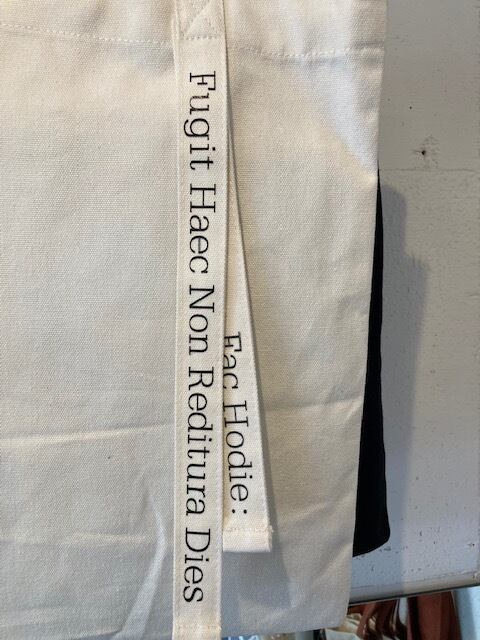 Fac Hodie:
Fugit Haec Non Reditura Dies